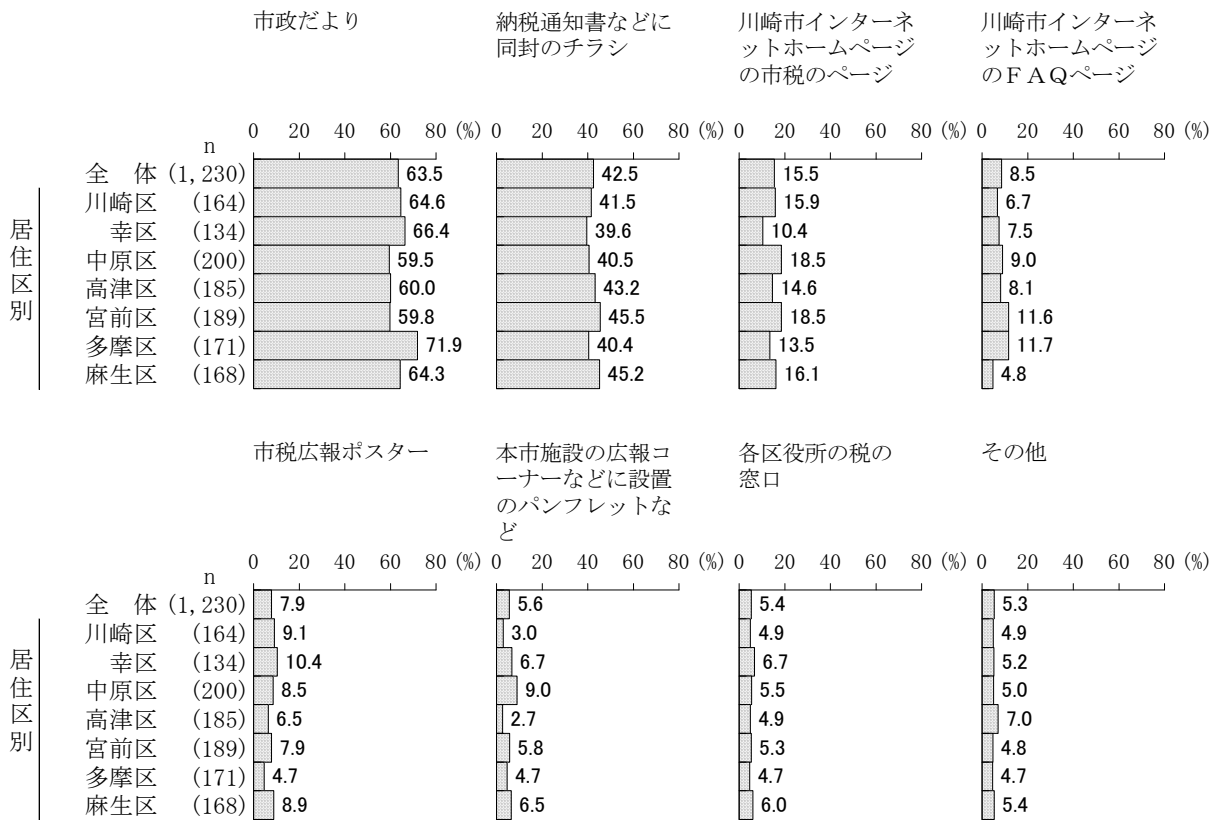 市政だより 納税通知書などに 川崎市インターネ 川崎市インターネ
同封のチラシ ットホームページ ットホームページ
の市税のページ のＦＡＱページ
0 20 40 60 80 (%) 0 20 40 60 80 (%) 0 20 40 60 80 (%) 0 20 40 60 80 (%)
n
全 体 (1,230) 63.5 42.5 15.5 8.5
川崎区 (164) 64.6 41.5 15.9 6.7
幸区 (134) 66.4 39.6 10.4 7.5
中原区 (200) 59.5 40.5 18.5 9.0
高津区 (185) 60.0 43.2 14.6 8.1
宮前区 (189) 59.8 45.5 18.5 11.6
多摩区 (171) 71.9 40.4 13.5 11.7
麻生区 (168) 64.3 45.2 16.1 4.8
居住区別
市税広報ポスター 本市施設の広報コ 各区役所の税の その他
ーナーなどに設置 窓口
のパンフレットな
ど
0 20 40 60 80 (%) 0 20 40 60 80 (%) 0 20 40 60 80 (%) 0 20 40 60 80 (%)
n
全 体 (1,230) 7.9 5.6 5.4 5.3
川崎区 (164) 9.1 3.0 4.9 4.9
幸区 (134) 10.4 6.7 6.7 5.2
中原区 (200) 8.5 9.0 5.5 5.0
高津区 (185) 6.5 2.7 4.9 7.0
宮前区 (189) 7.9 5.8 5.3 4.8
多摩区 (171) 4.7 4.7 4.7 4.7
麻生区 (168) 8.9 6.5 6.0 5.4
居住区別